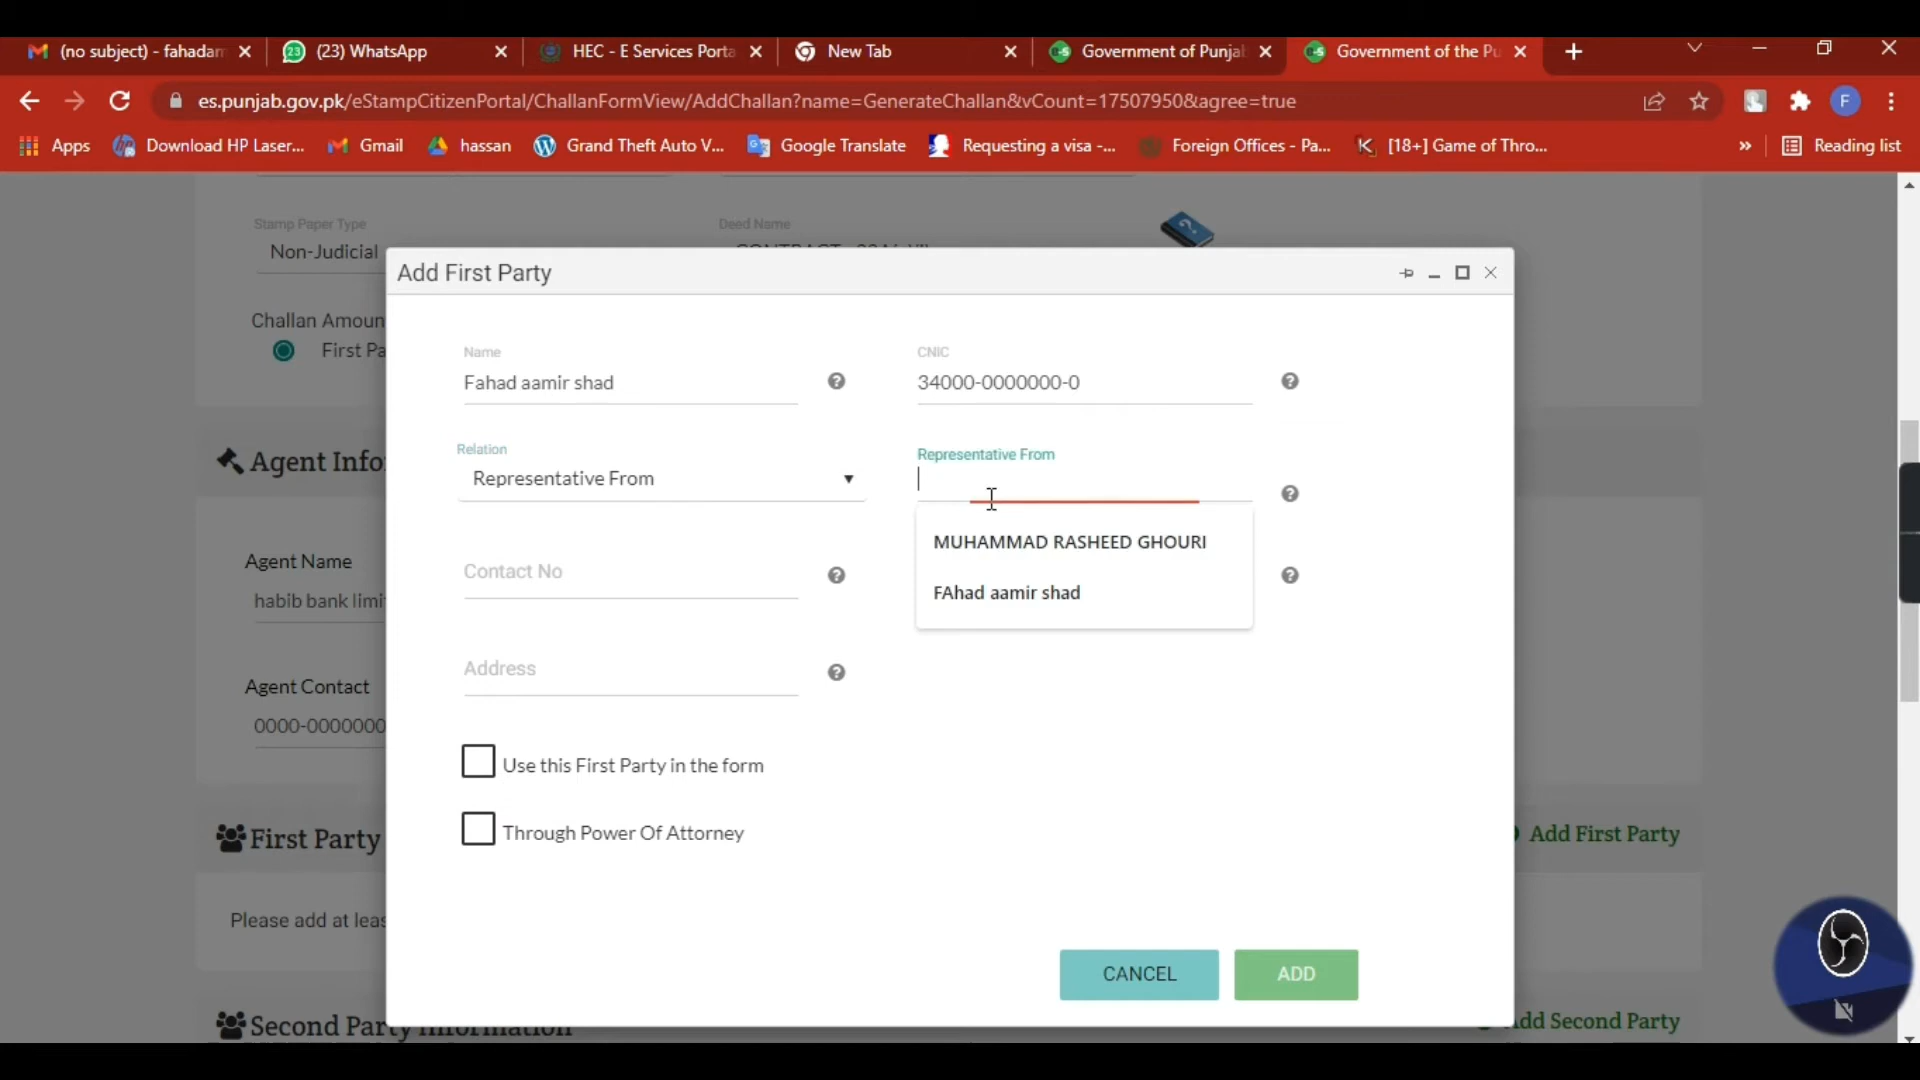 (no subject) - fahadam
23
(23) WhatsApp
HEC - E Services Porta
New Tab
Government of Punja
Government of the Pu
es.punjab.gov.pk/eStampCitizenPortal/ChallanFormView/AddChallan?name=GenerateChallan&vCount=17507950&agree=true
F
Apps
Download HP Laser...
Gmail
hassan
Grand Theft Auto V...
Google Translate
Requesting a visa -...
Foreign Offices - Pa...
[18+] Game of Thro...
»
Reading list
Stamp Paper Type
Deed Name
Non-Judicial
Add First Party
Challan Amoun
First Pa
Name
CNIC
Fahad aamir shad
34000-0000000-0
Relation
Representative From
Representative From
Agent Info
MUHAMMAD RASHEED GHOURI
Agent Name
Contact No
FAhad aamir shad
habib bank limi
Address
Agent Contact
0000-0000000
Use this First Party in the form
Through Power Of Attorney
First Party
Add First Party
Please add at leas
CANCEL
ADD
Second Party Information
Add Second Party